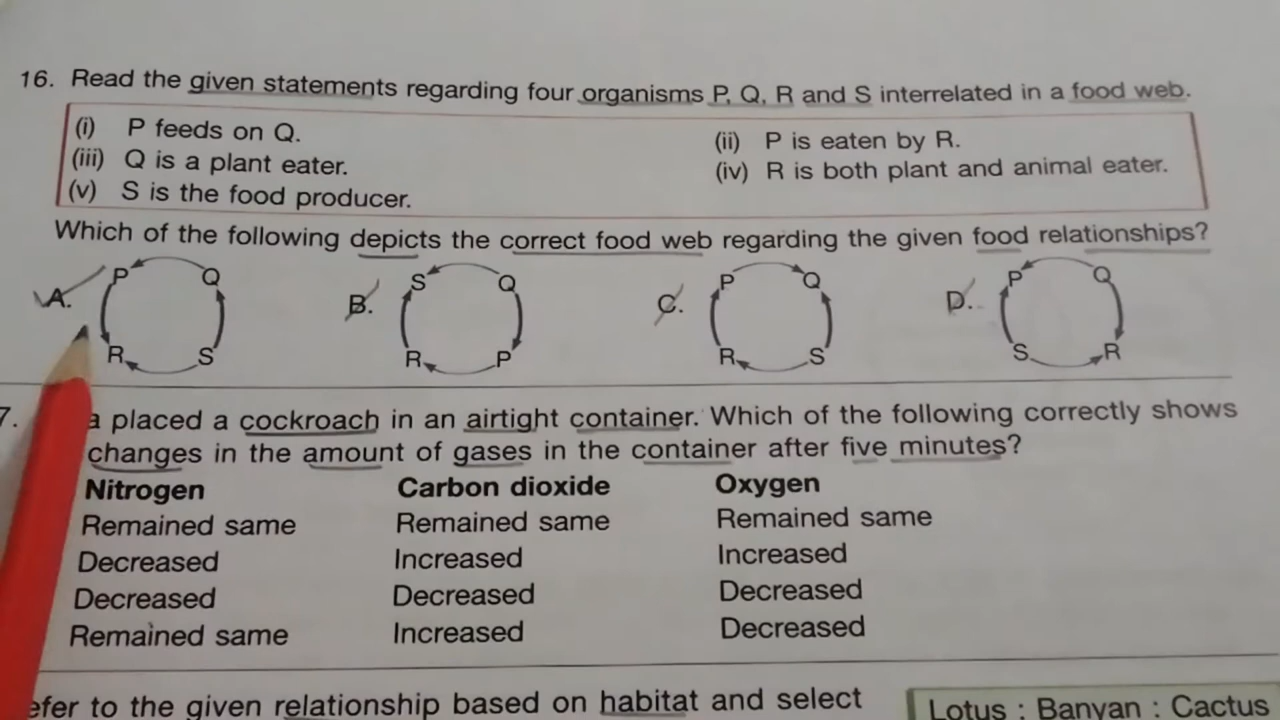 16. Read the given statements regarding four organisms P, Q, R and S interrelated in a food web.
(i) P feeds on Q. (ii) P is eaten by R.
(iii) Q is a plant eater. (iv) R is both plant and animal eater.
(v) S is the food producer.
Which of the following depicts the correct food web regarding the given food relationships?
A. P Q R S
B. S Q R P
C. P Q R S
D. P Q S R
7. a placed a cockroach in an airtight container. Which of the following correctly shows
changes in the amount of gases in the container after five minutes?
Nitrogen Carbon dioxide Oxygen
Remained same Remained same Remained same
Decreased Increased Increased
Decreased Decreased Decreased
Remained same Increased Decreased
efer to the given relationship based on habitat and select
Lotus : Banyan : Cactus